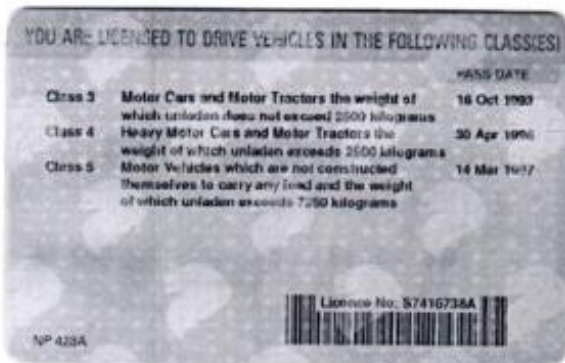 YOU ARE LICENSED TO DRIVE VEHICLES IN THE FOLLOWING CLASS(ES)
PASS DATE
Class 3 Motor Cars and Motor Tractors the weight of 16 Oct
which unladen does not exceed 2500 kilograms
Class 4 Heavy Motor Cars and Motor Tractors the 30 Apr
weight of which unladen exceeds 2500 kilograms
Class 5 Motor Vehicles which are not constructed 14 Mar
themselves to carry any load and the weight
of which unladen exceeds 7250 kilograms
Licence No: S7416738A
NP 428A